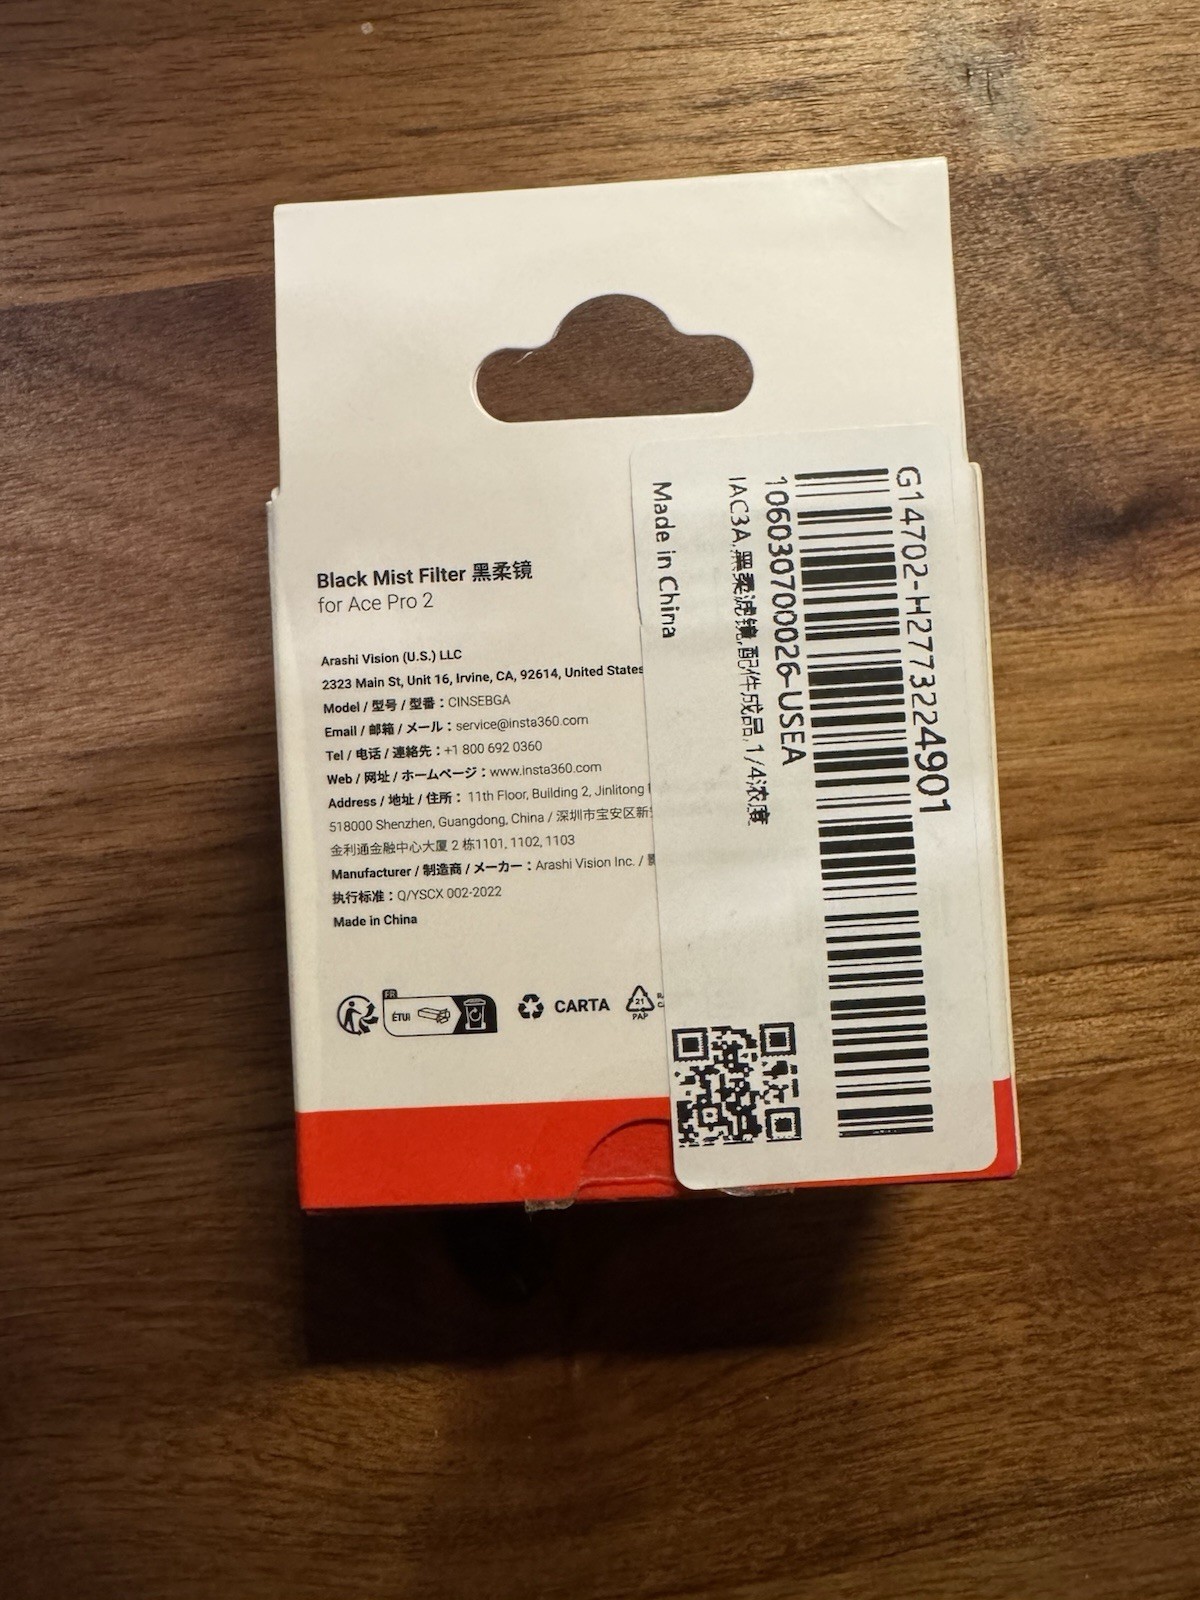 Black Mist Filter 黑柔镜
for Ace Pro 2
Arashi Vision (U.S.) LLC
2323 Main St, Unit 16, Irvine, CA, 92614, United States
Model / 型号 / 型番：CINSEBGA
Email / 邮箱 / メール：service@insta360.com
Tel / 电话 / 連絡先：+1 800 692 0360
Web / 网址 / ホームページ：www.insta360.com
Address / 地址 / 住所：11th Floor, Building 2, Jinlitong
518000 Shenzhen, Guangdong, China / 深圳市宝安区新
金利通金融中心大厦 2 栋1101, 1102, 1103
Manufacturer / 制造商 / メーカー：Arashi Vision Inc. /
执行标准：Q/YSCX 002-2022
Made in China
FR
ÉTUI
CARTA
21
PAP
G14702-H2773224901
106030700026-USEA
IAC3A,黑柔滤镜,配件成品,1/4浓度
Made in China